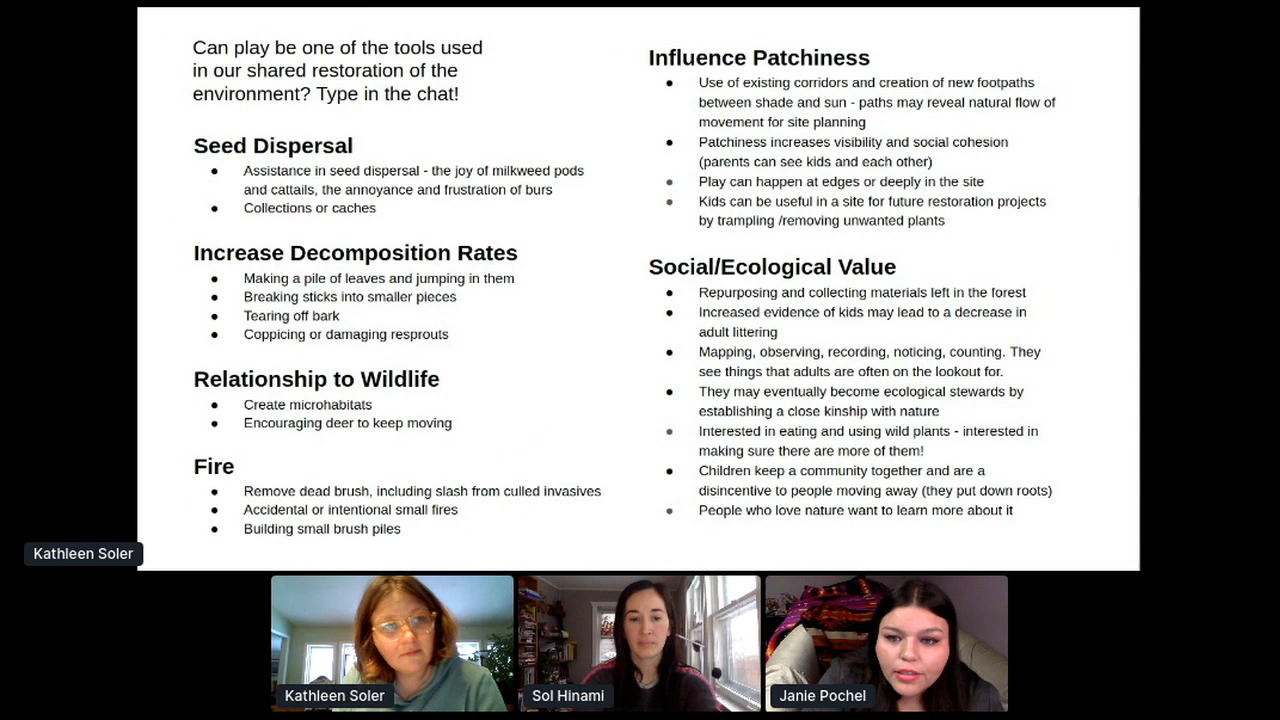 Can play be one of the tools used
in our shared restoration of the
environment? Type in the chat!
Seed Dispersal
● Assistance in seed dispersal - the joy of milkweed pods
and cattails, the annoyance and frustration of burs
● Collections or caches
Increase Decomposition Rates
● Making a pile of leaves and jumping in them
● Breaking sticks into smaller pieces
● Tearing off bark
● Coppicing or damaging resprouts
Relationship to Wildlife
● Create microhabitats
● Encouraging deer to keep moving
Fire
● Remove dead brush, including slash from culled invasives
● Accidental or intentional small fires
● Building small brush piles
Influence Patchiness
● Use of existing corridors and creation of new footpaths
between shade and sun - paths may reveal natural flow of
movement for site planning
● Patchiness increases visibility and social cohesion
(parents can see kids and each other)
● Play can happen at edges or deeply in the site
● Kids can be useful in a site for future restoration projects
by trampling /removing unwanted plants
Social/Ecological Value
● Repurposing and collecting materials left in the forest
● Increased evidence of kids may lead to a decrease in
adult littering
● Mapping, observing, recording, noticing, counting. They
see things that adults are often on the lookout for.
● They may eventually become ecological stewards by
establishing a close kinship with nature
● Interested in eating and using wild plants - interested in
making sure there are more of them!
● Children keep a community together and are a
disincentive to people moving away (they put down roots)
● People who love nature want to learn more about it
Kathleen Soler
Kathleen Soler
Sol Hinami
Janie Pochel